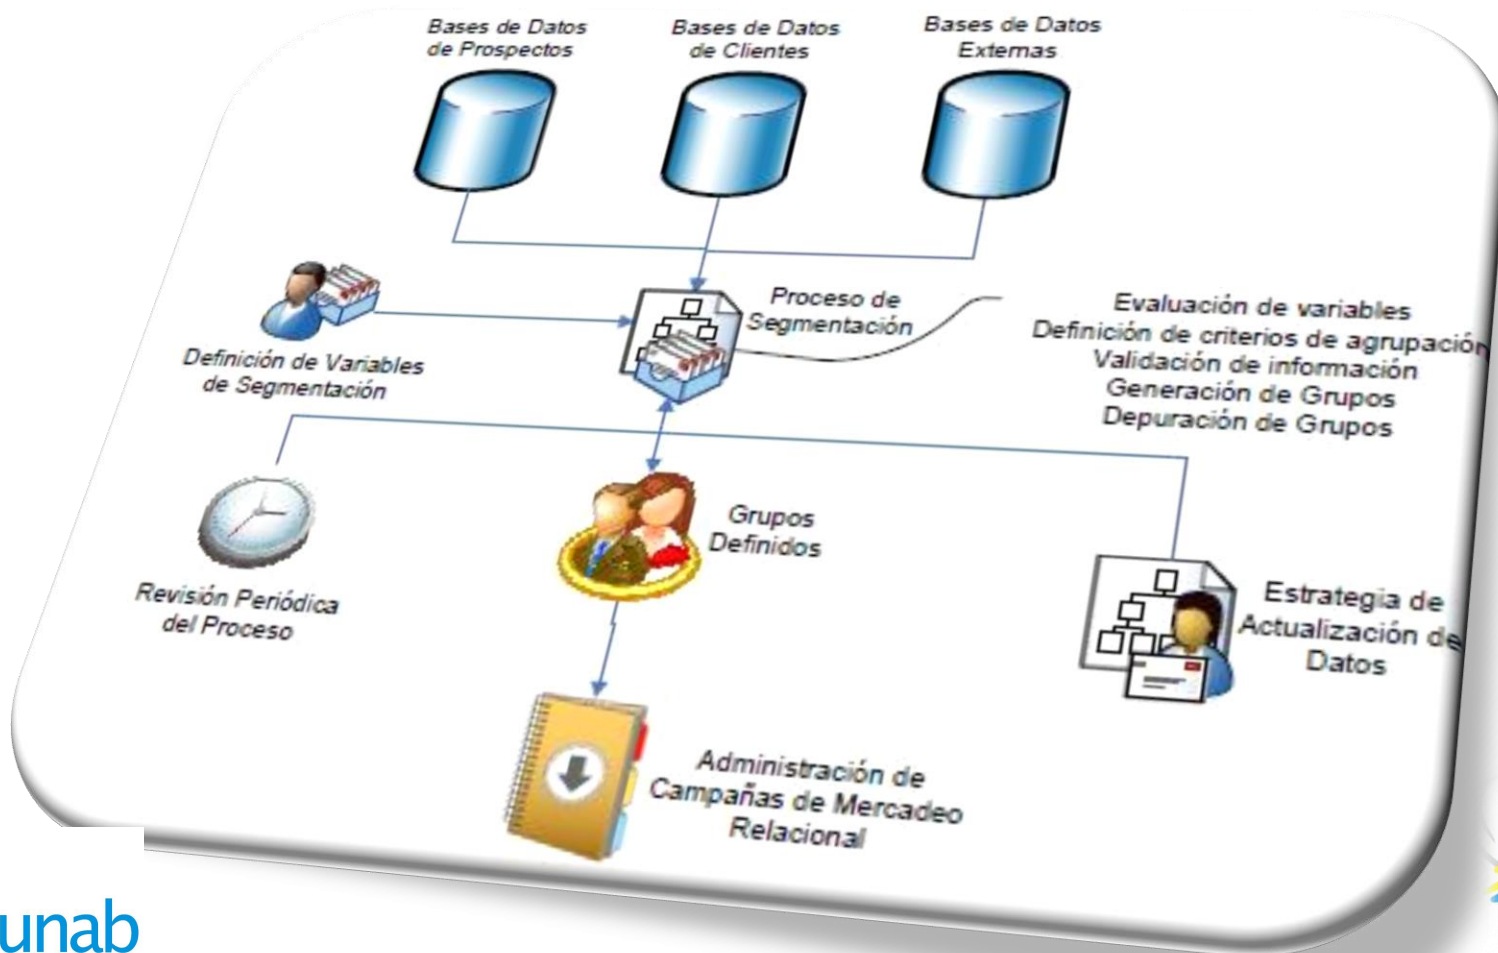 Bases de Datos
de Prospectos
Bases de Datos
de Clientes
Bases de Datos
Externas
Definición de Variables
de Segmentación
Proceso de
Segmentación
Evaluación de variables
Definición de criterios de agrupación
Validación de información
Generación de Grupos
Depuración de Grupos
Revisión Periódica
del Proceso
Grupos
Definidos
Estrategia de
Actualización de
Datos
Administración de
Campañas de Mercadeo
Relacional
unab